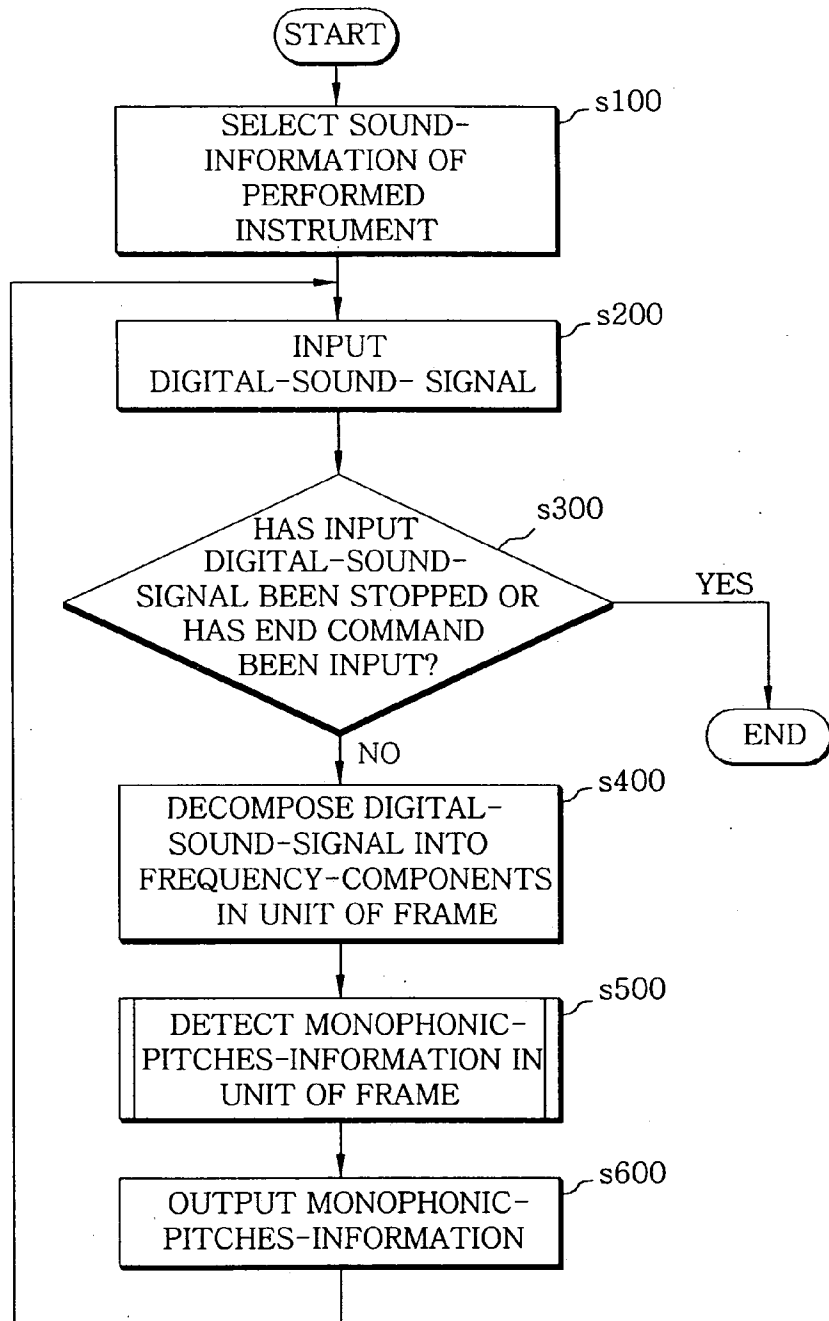 START
s100
SELECT SOUND-
INFORMATION OF
PERFORMED
INSTRUMENT
s200
INPUT
DIGITAL-SOUND- SIGNAL
s300
HAS INPUT
DIGITAL-SOUND-
SIGNAL BEEN STOPPED OR
HAS END COMMAND
BEEN INPUT?
YES
END
NO
s400
DECOMPOSE DIGITAL-
SOUND-SIGNAL INTO
FREQUENCY-COMPONENTS
IN UNIT OF FRAME
s500
DETECT MONOPHONIC-
PITCHES-INFORMATION IN
UNIT OF FRAME
s600
OUTPUT MONOPHONIC-
PITCHES-INFORMATION